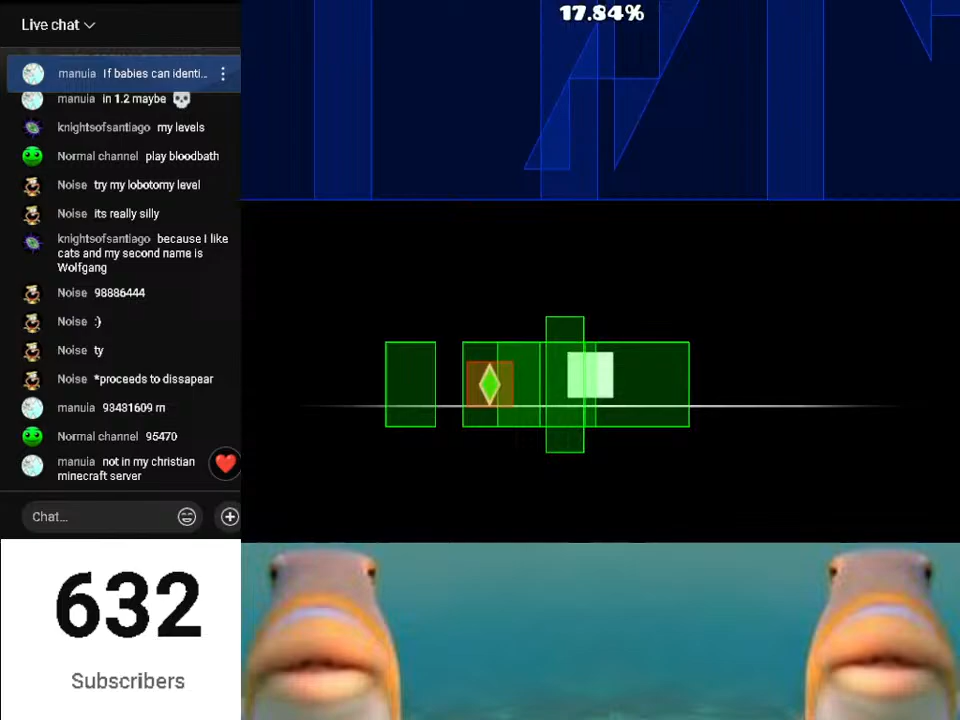 Live chat
17.84%
manula If babies can identi...
manula in 1.2 maybe
knightsofsantiago my levels
Normal channel play bloodbath
Noise try my lobotomy level
Noise its really silly
knightsofsantiago because I like
cats and my second name is
Wolfgang
Noise 98886444
Noise :)
Noise ty
Noise *proceeds to dissapear
manula 93481609 rn
Normal channel 95470
manula not in my christian
minecraft server
Chat...
632
Subscribers